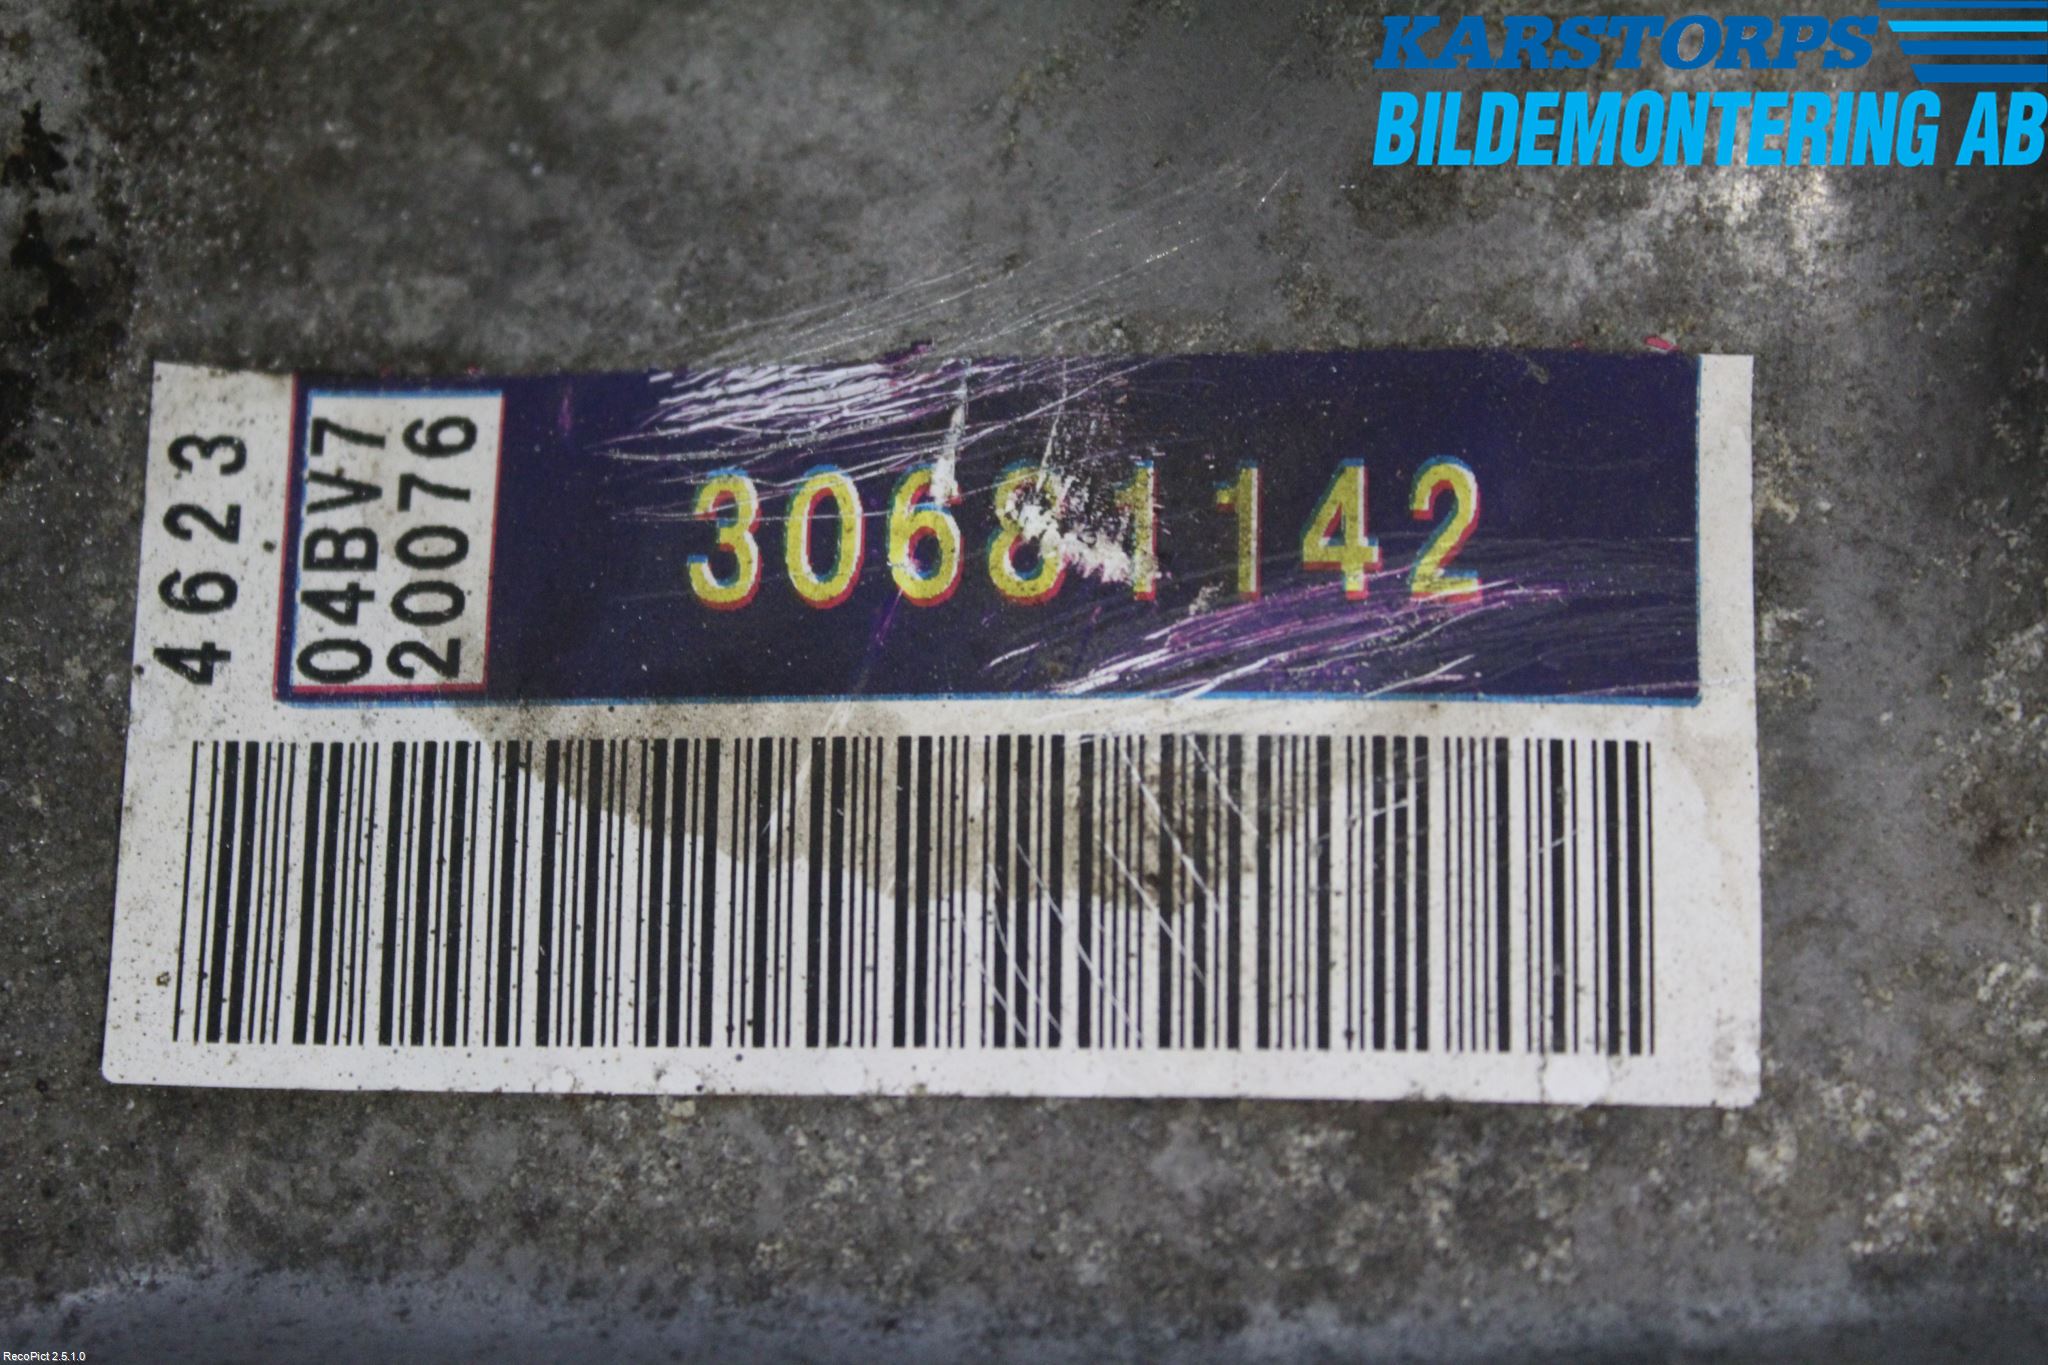 KARSTORPS
BILDEMONTERING AB
4623
04BV7
20076
30681142
RecoPict 2.5.1.0